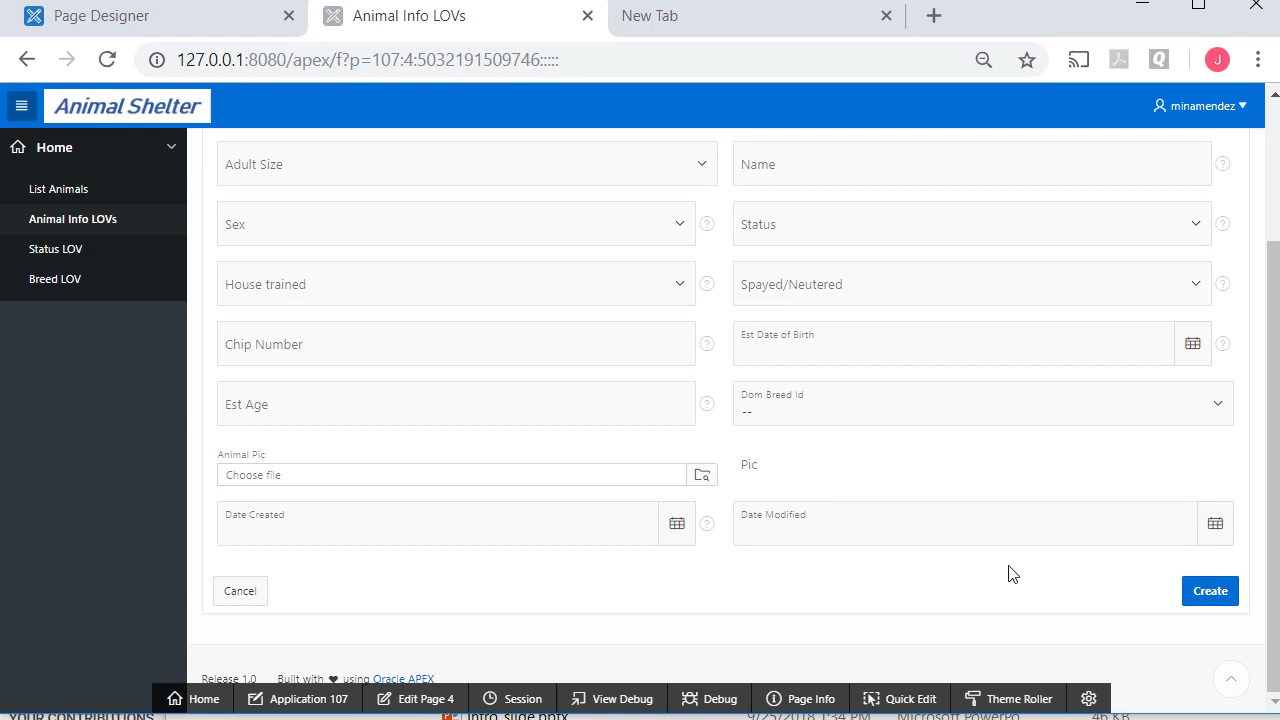 Page Designer
Animal Info LOVs
New Tab
127.0.0.1:8080/apex/f?p=107:4:5032191509746:::::
J
Animal Shelter
minamendez
Home
List Animals
Animal Info LOVs
Status LOV
Breed LOV
Adult Size
Name
Sex
Status
House trained
Spayed/Neutered
Chip Number
Est Date of Birth
Est Age
Dom Breed Id
--
Animal Pic
Choose file
Pic
Date Created
Date Modified
Cancel
Create
Release 1.0
Built with ♥ using Oracle APEX
Home
Application 107
Edit Page 4
Session
View Debug
Debug
Page Info
Quick Edit
Theme Roller
YOUR CONTRIBUTIONS
Intro_slide.pptx
9/25/2018 1:34 PM
Microsoft PowerPo
46 KB